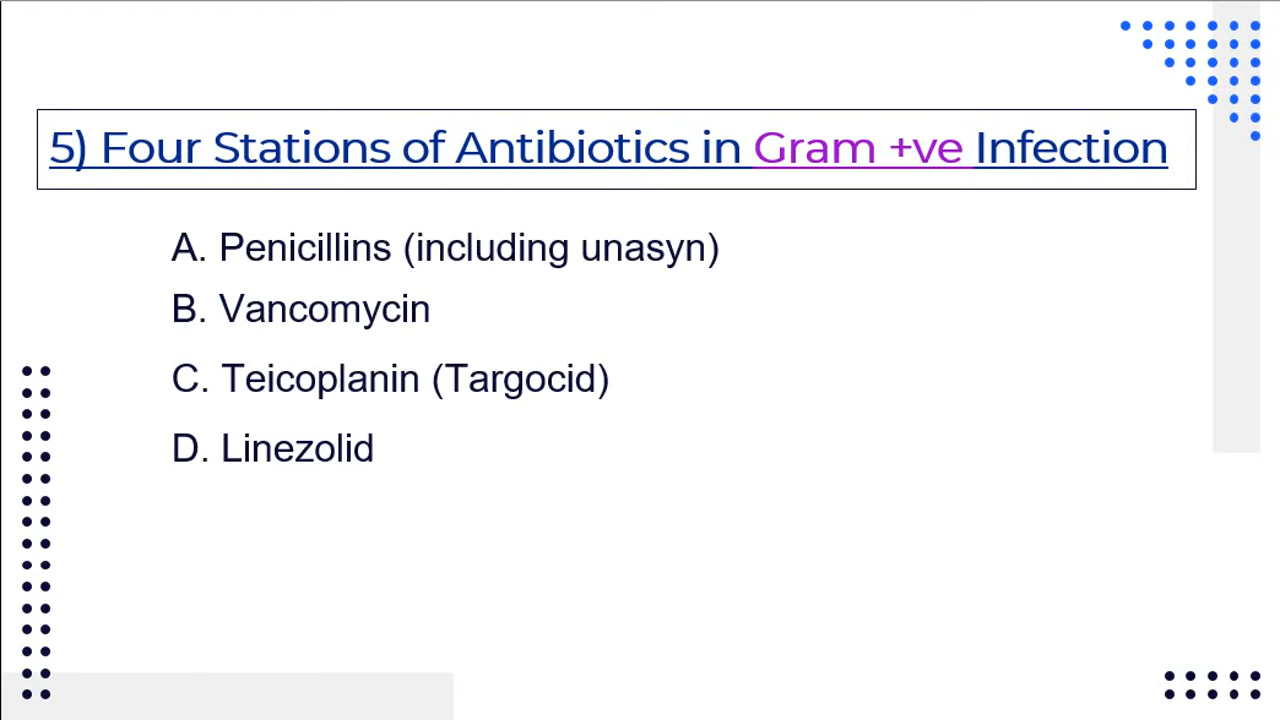 5) Four Stations of Antibiotics in Gram +ve Infection
A. Penicillins (including unasyn)
B. Vancomycin
C. Teicoplanin (Targocid)
D. Linezolid